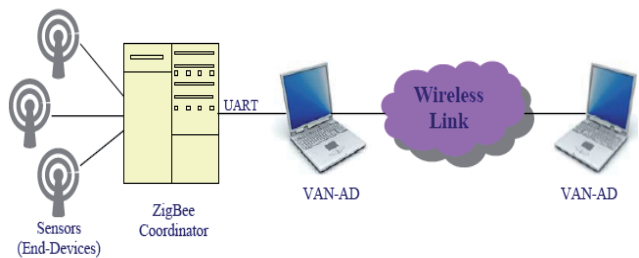 UART
Wireless
Link
VAN-AD
VAN-AD
Sensors
(End-Devices)
ZigBee
Coordinator